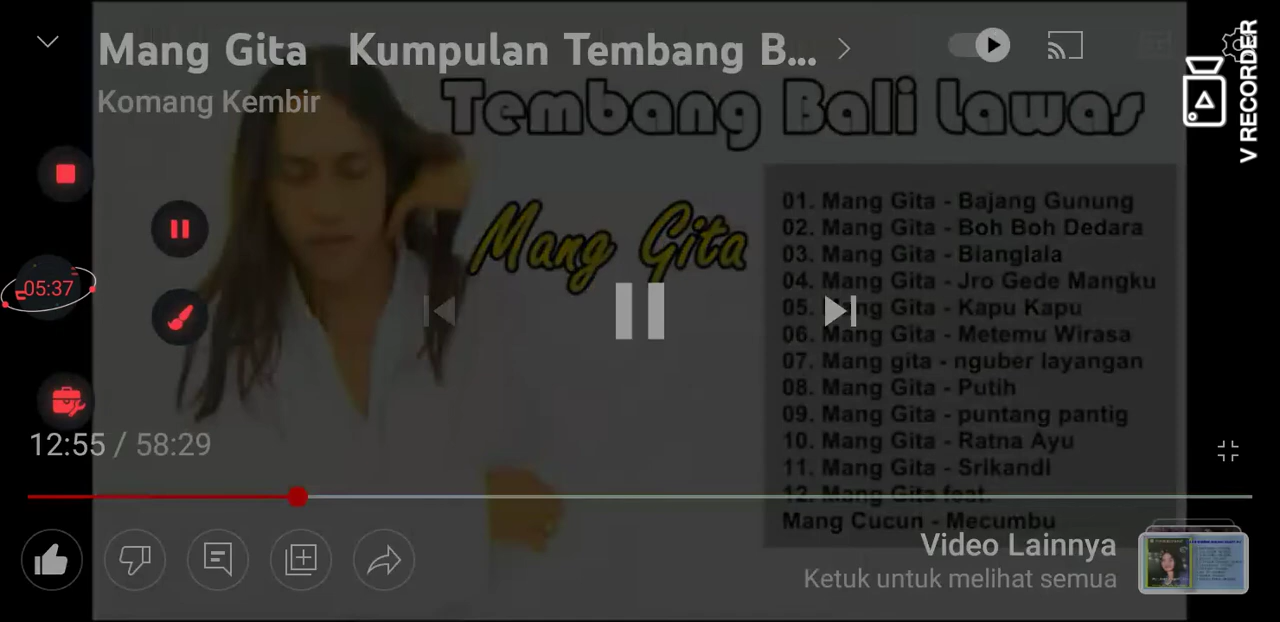 Mang Gita Kumpulan Tembang B...
Komang Kembir
Tembang Bali Lawas
Mang Gita
01. Mang Gita - Bajang Gunung
02. Mang Gita - Boh Boh Dedara
03. Mang Gita - Bianglala
04. Mang Gita - Jro Gede Mangku
05. Mang Gita - Kapu Kapu
06. Mang Gita - Metemu Wirasa
07. Mang gita - nguber layangan
08. Mang Gita - Putih
09. Mang Gita - puntang pantig
10. Mang Gita - Ratna Ayu
11. Mang Gita - Srikandi
12. Mang Gita feat.
Mang Cucun - Mecumbu
V RECORDER
05:37
12:55 / 58:29
Video Lainnya
Ketuk untuk melihat semua